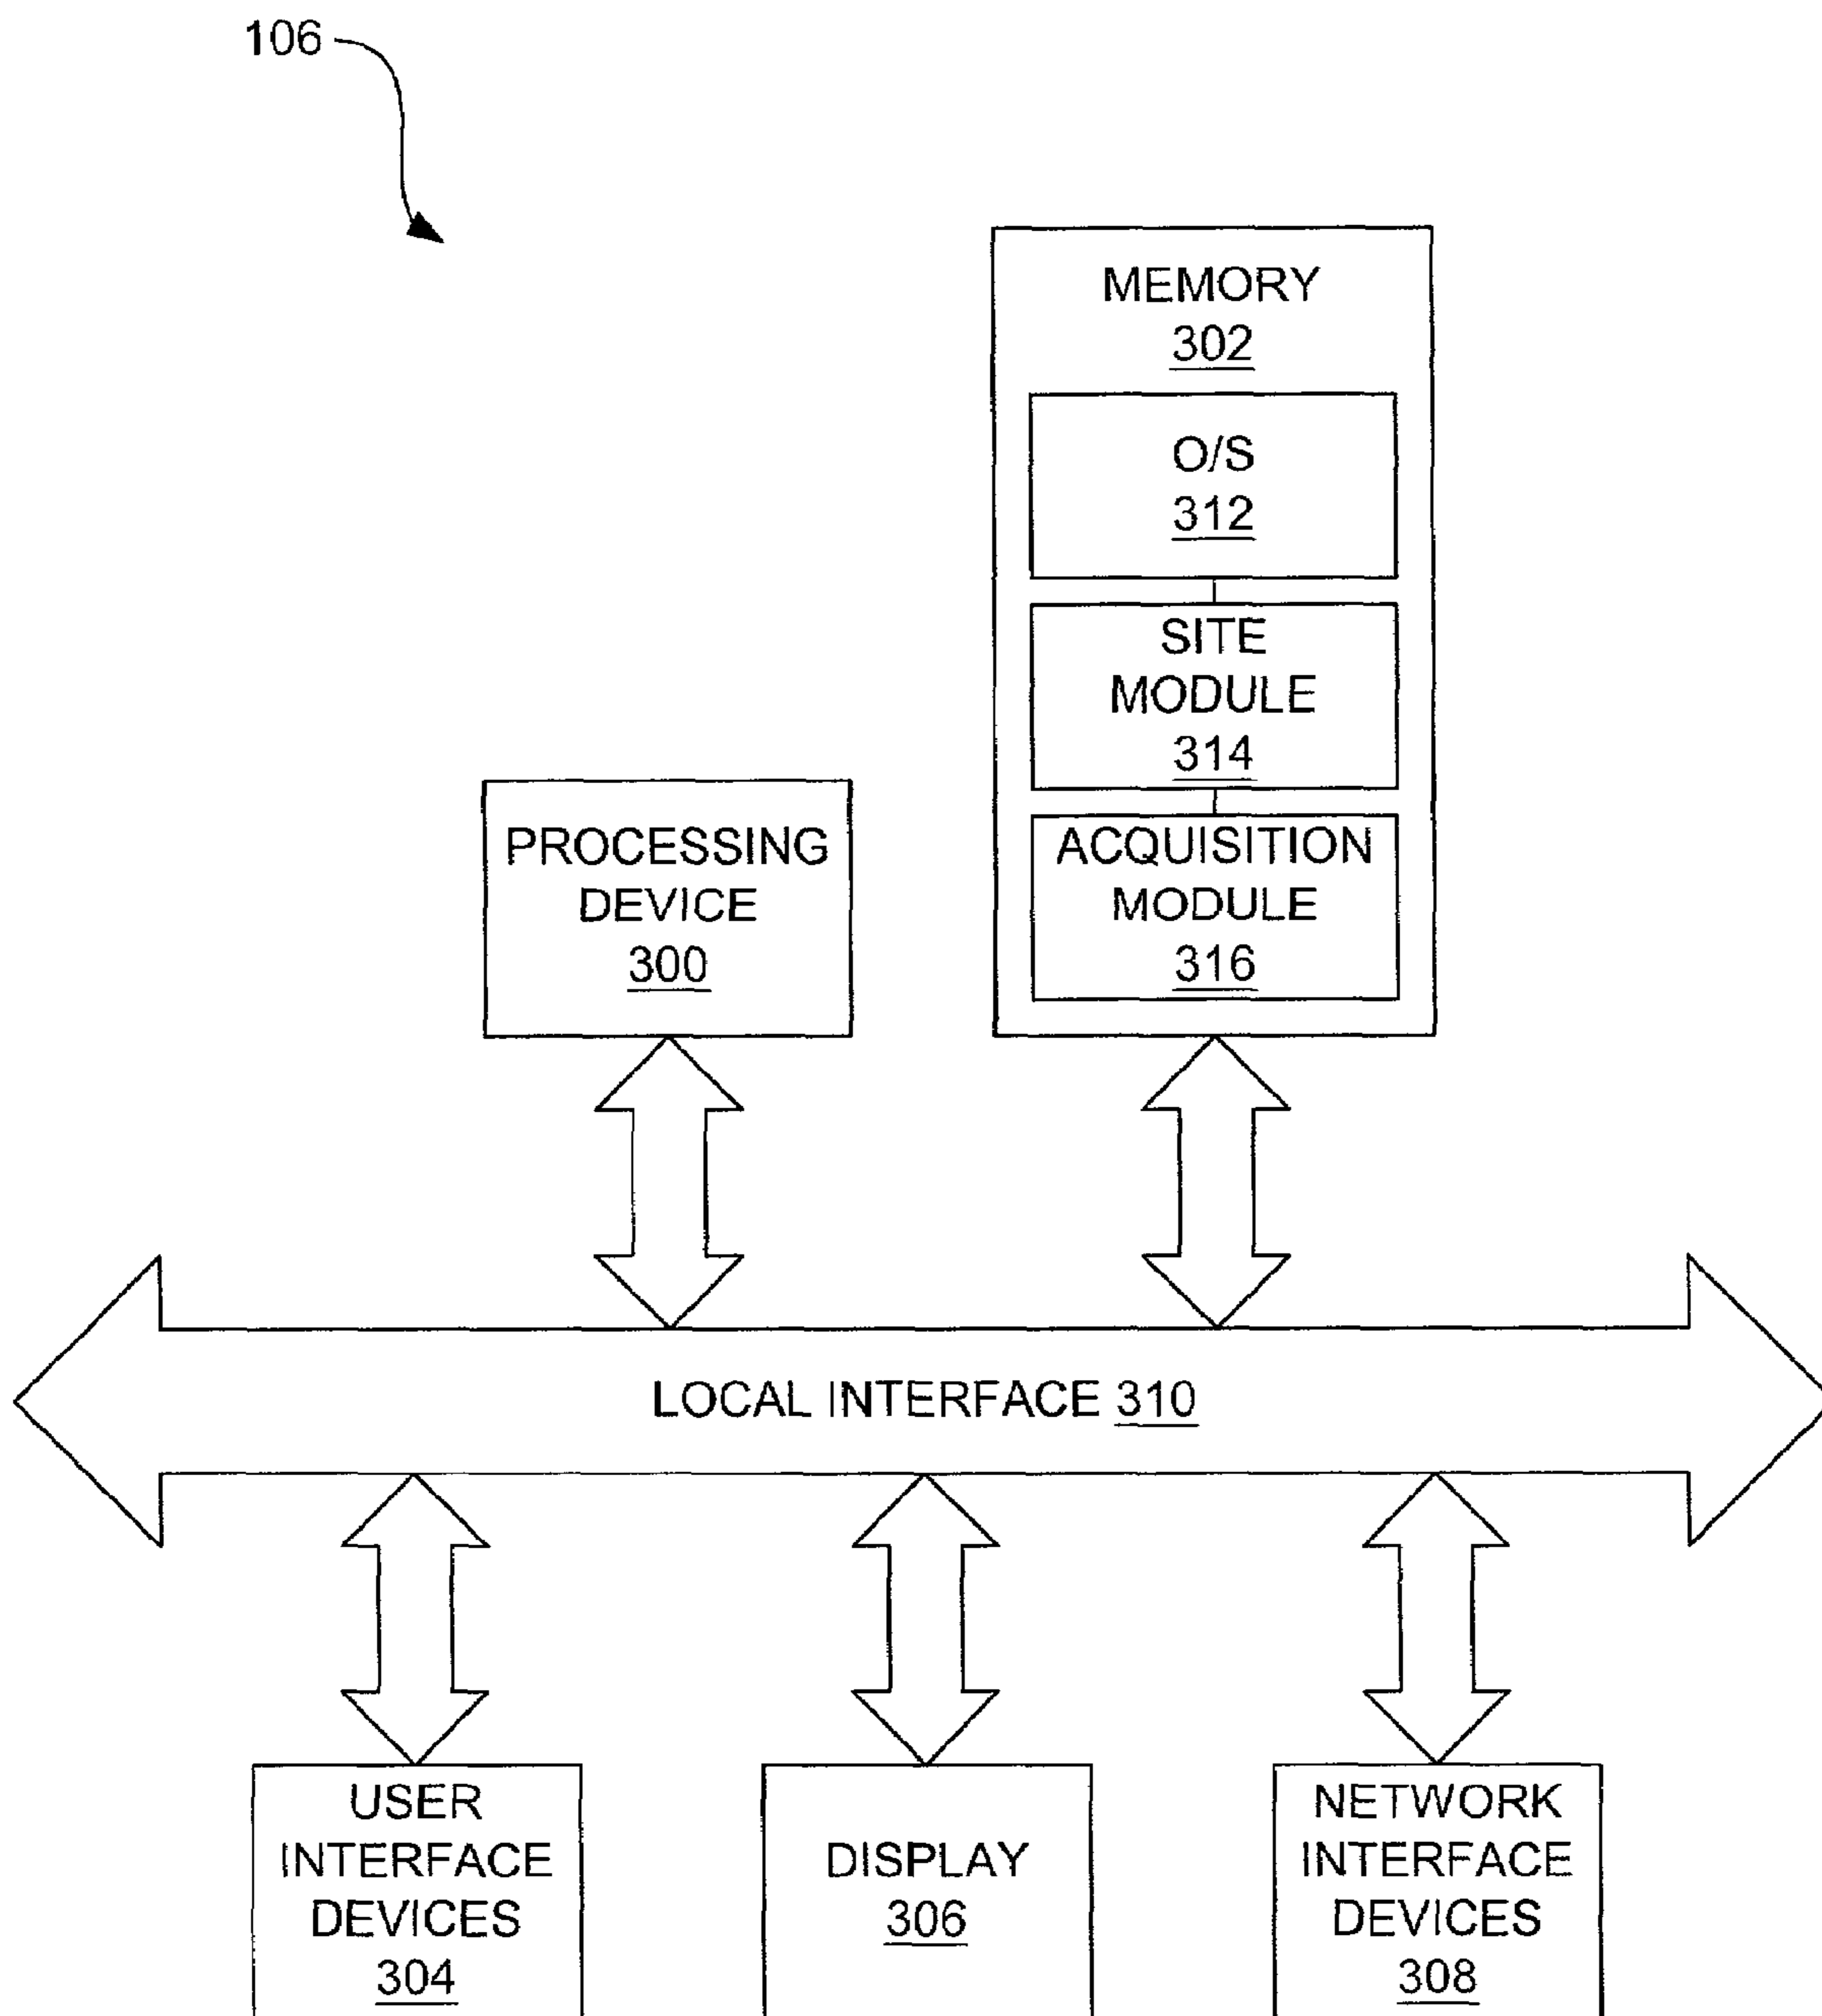 106
MEMORY
302
O/S
312
SITE
MODULE
314
ACQUISITION
MODULE
316
PROCESSING
DEVICE
300
LOCAL INTERFACE 310
USER
INTERFACE
DEVICES
304
DISPLAY
306
NETWORK
INTERFACE
DEVICES
308